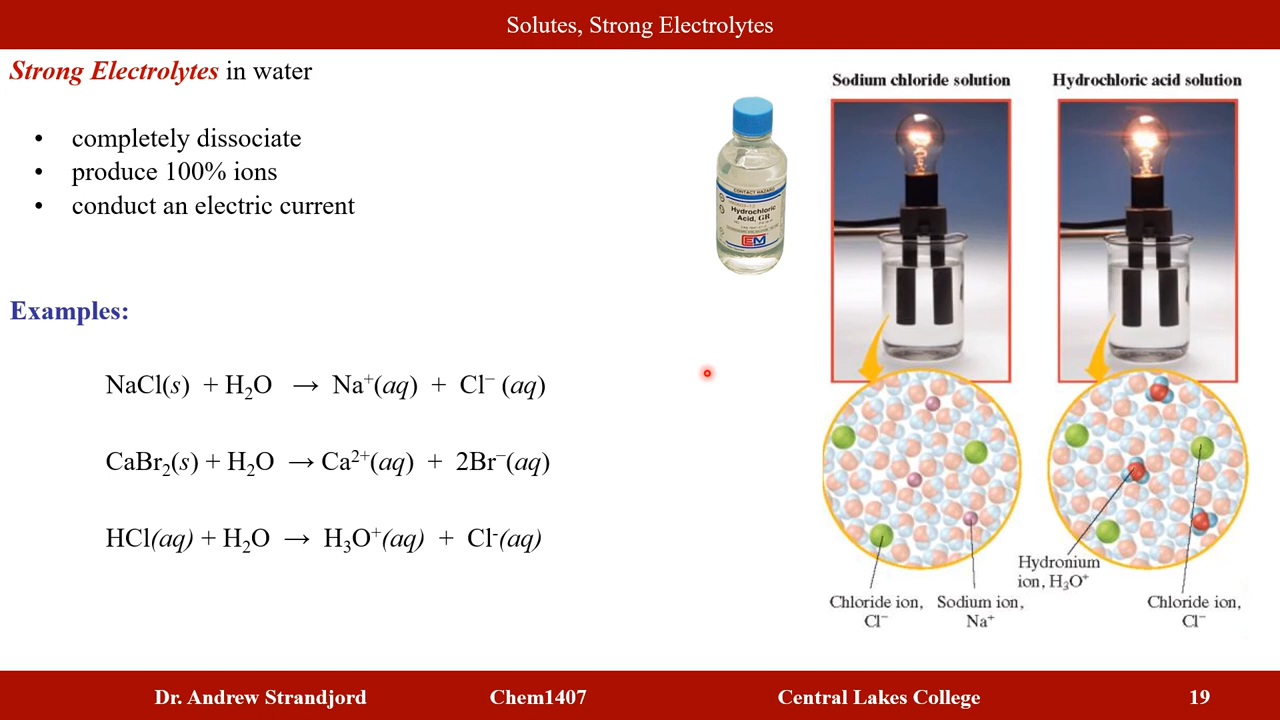 Solutes, Strong Electrolytes
Strong Electrolytes in water
• completely dissociate
• produce 100% ions
• conduct an electric current
Examples:
NaCl(s) + H₂O → Na⁺(aq) + Cl⁻ (aq)
CaBr₂(s) + H₂O → Ca²⁺(aq) + 2Br⁻(aq)
HCl(aq) + H₂O → H₃O⁺(aq) + Cl⁻(aq)
CONTACT HAZARD
Hydrochloric
Acid, GR
EM
Sodium chloride solution
Hydrochloric acid solution
Chloride ion,
Cl⁻
Sodium ion,
Na⁺
Hydronium
ion, H₃O⁺
Chloride ion,
Cl⁻
Dr. Andrew Strandjord Chem1407 Central Lakes College 19